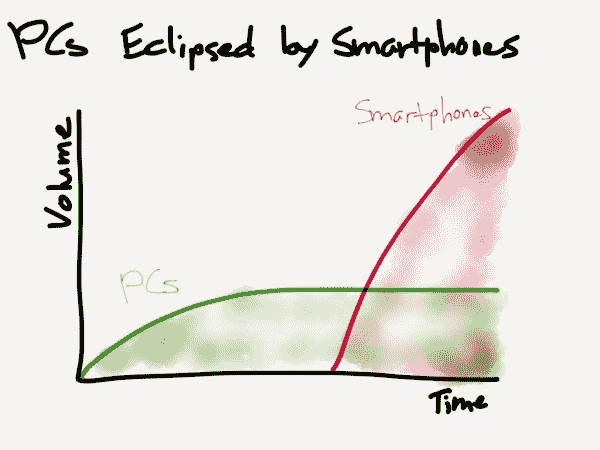 PCs Eclipsed by Smartphones
Smartphones
Volume
PCs
Time